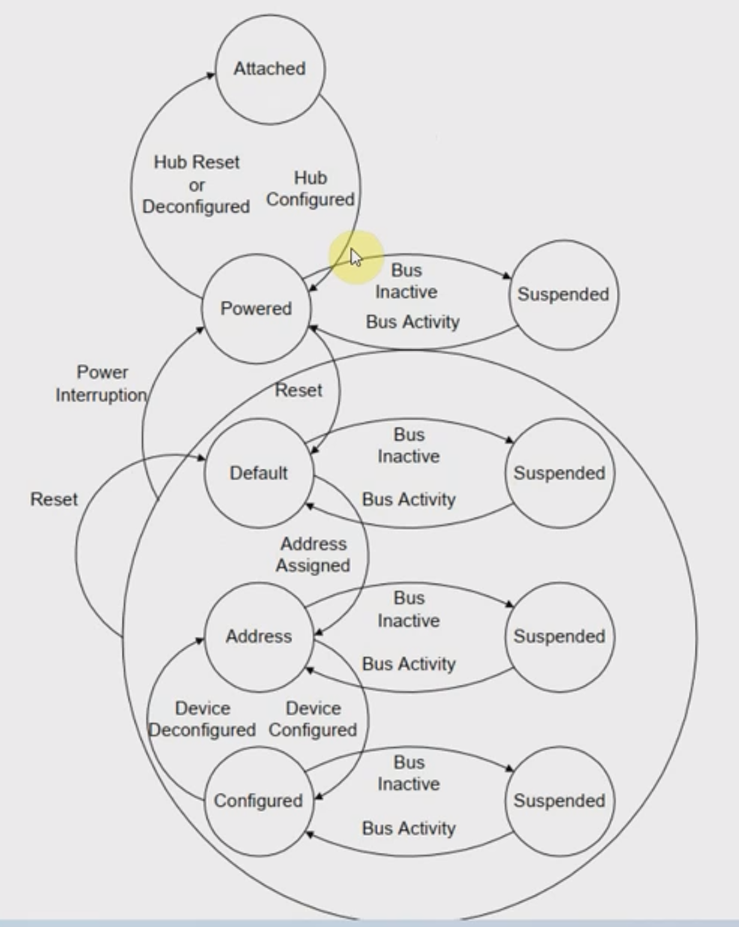 Attached
Hub Reset
or
Deconfigured
Hub
Configured
Powered
Bus
Inactive
Bus Activity
Suspended
Power
Interruption
Reset
Default
Bus
Inactive
Bus Activity
Suspended
Reset
Address
Assigned
Address
Bus
Inactive
Bus Activity
Suspended
Device
Deconfigured
Device
Configured
Configured
Bus
Inactive
Bus Activity
Suspended